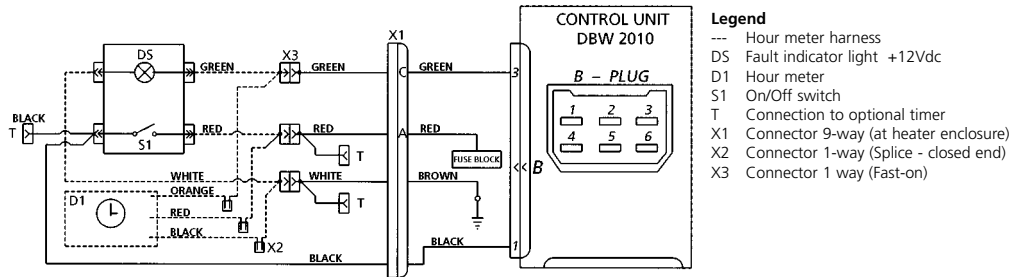 CONTROL UNIT
DBW 2010
B – PLUG
1 2 3
4 5 6
3
B
1
X1
C
A
X3
DS
GREEN GREEN GREEN
BLACK
T
S1
RED RED RED
T
FUSE BLOCK
WHITE WHITE BROWN
ORANGE
T
D1
RED
BLACK
X2
BLACK BLACK
Legend
--- Hour meter harness
DS Fault indicator light +12Vdc
D1 Hour meter
S1 On/Off switch
T Connection to optional timer
X1 Connector 9-way (at heater enclosure)
X2 Connector 1-way (Splice - closed end)
X3 Connector 1 way (Fast-on)